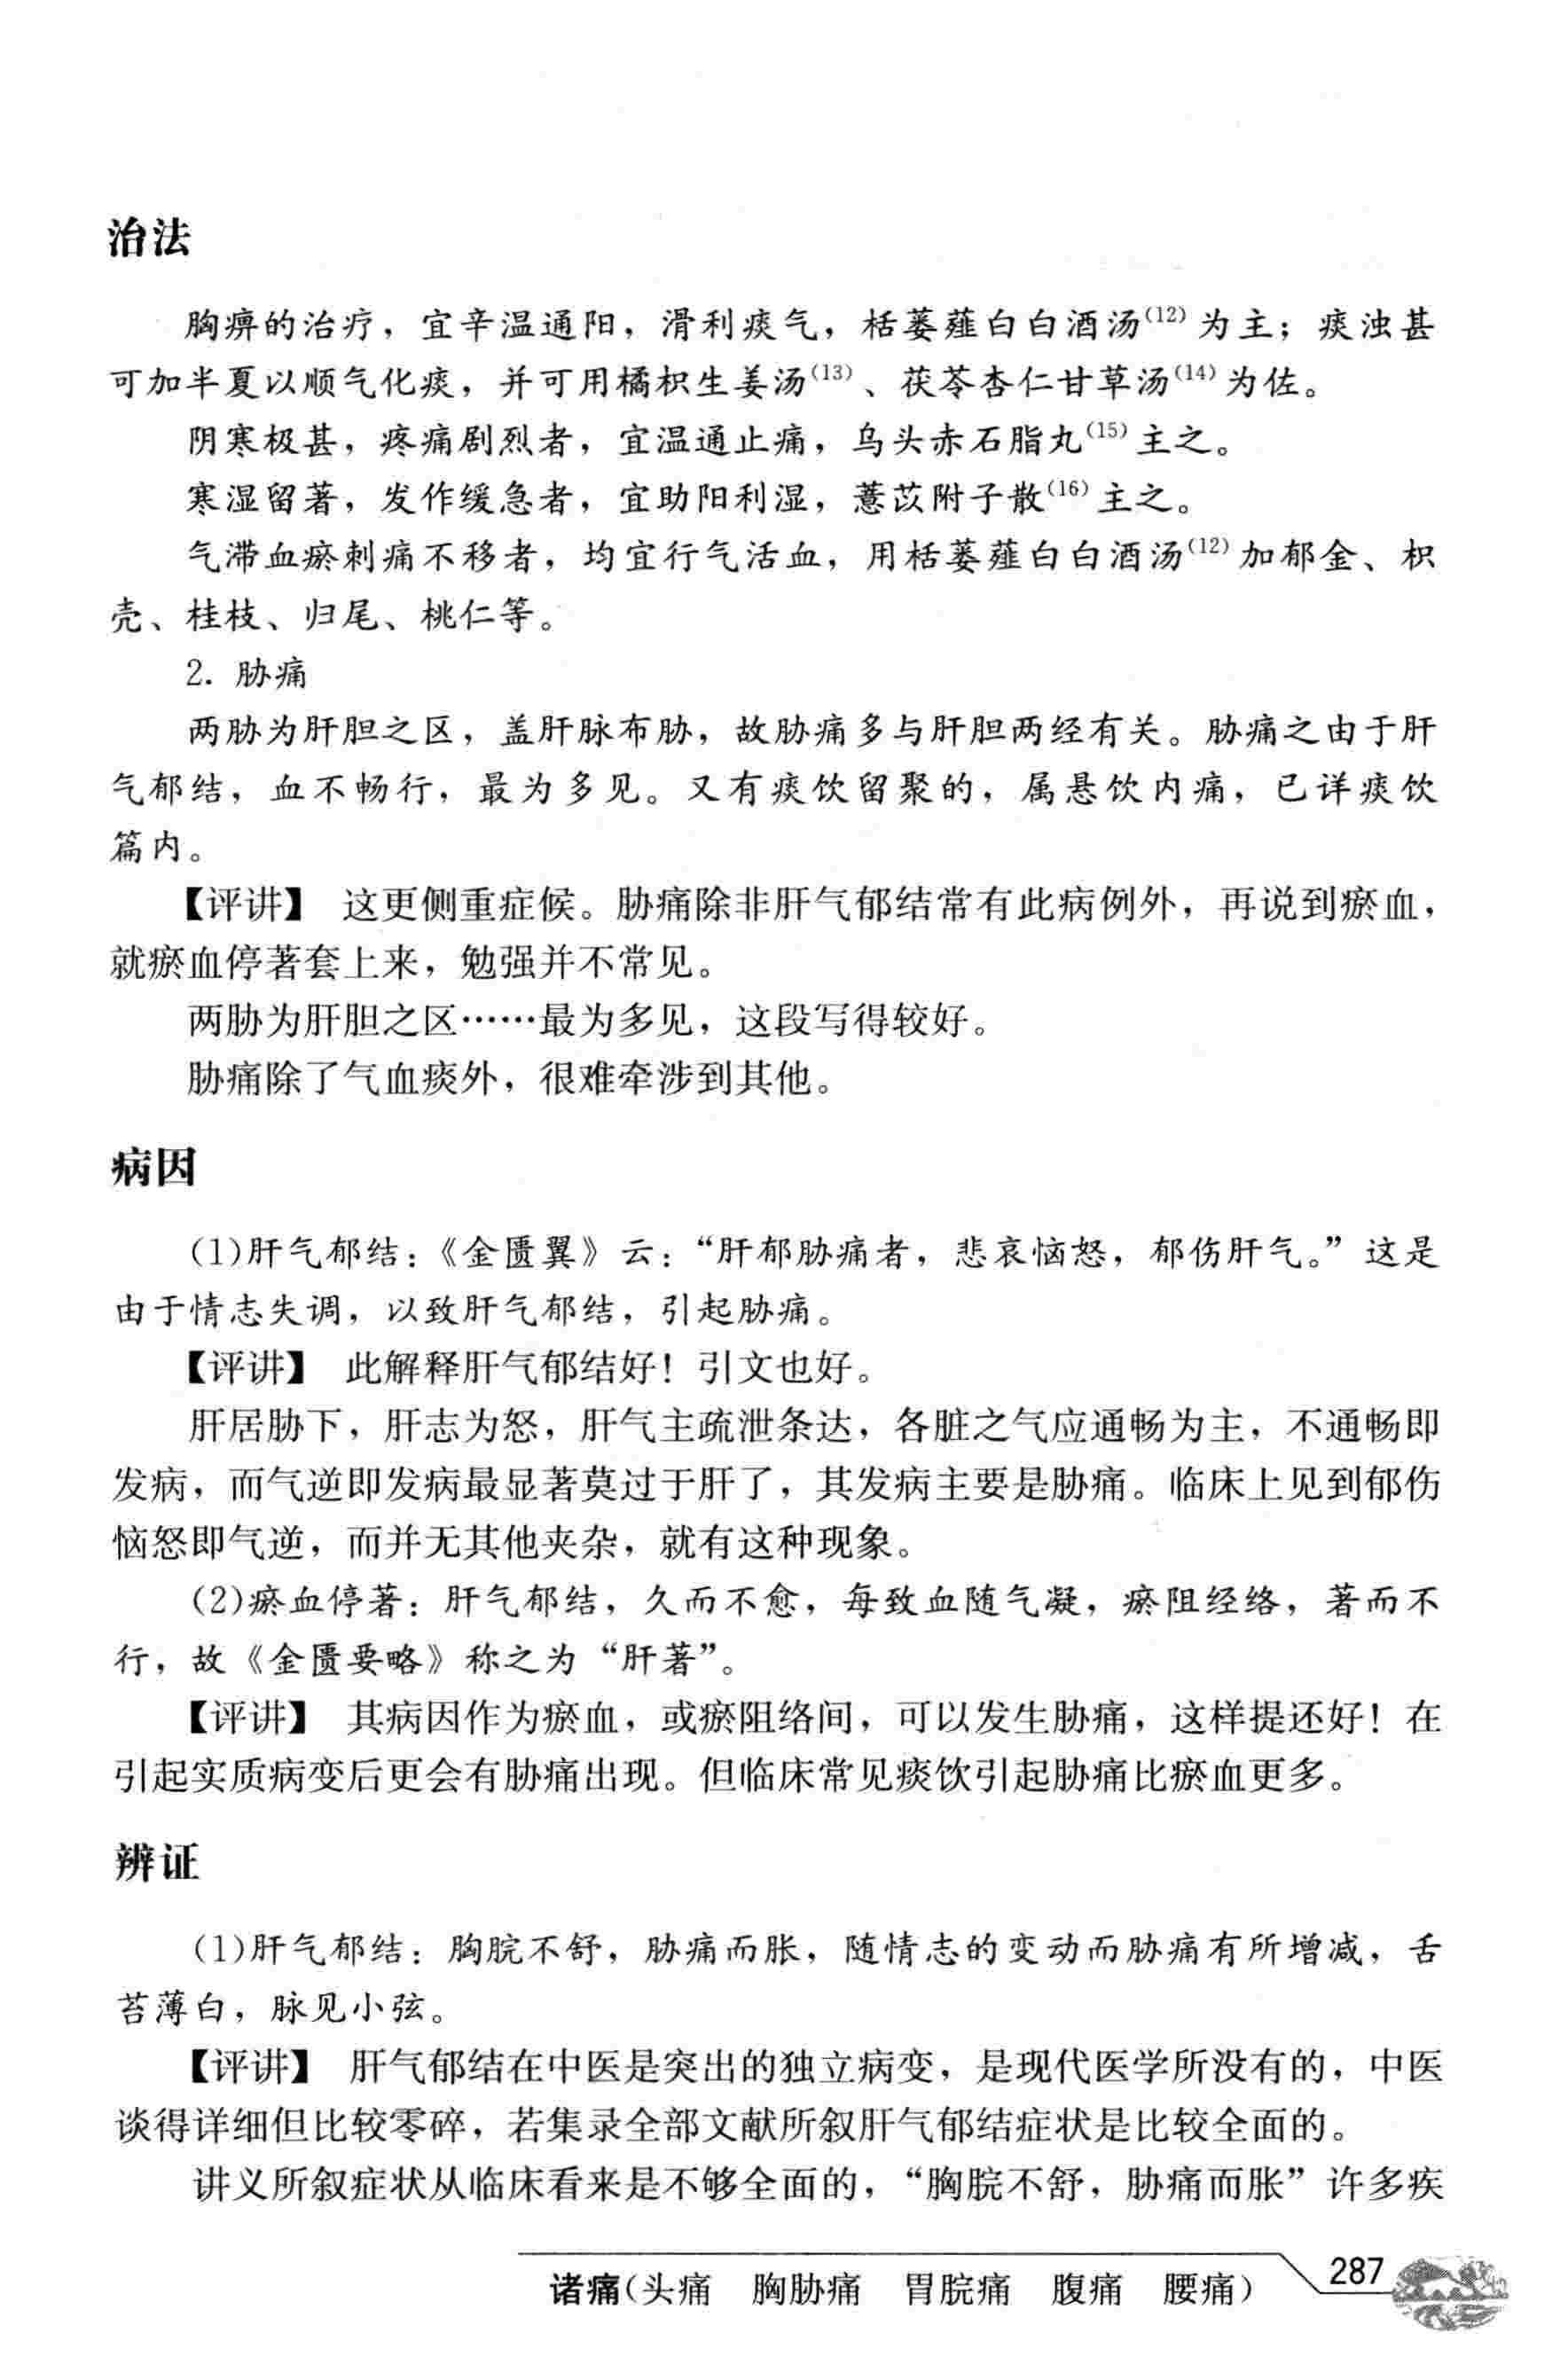 治法
胸痹的治疗，宜辛温通阳，滑利痰气，栝蒌薤白白酒汤(12)为主；痰浊甚
可加半夏以顺气化痰，并可用橘枳生姜汤(13)、茯苓杏仁甘草汤(14)为佐。
阴寒极甚，疼痛剧烈者，宜温通止痛，乌头赤石脂丸(15)主之。
寒湿留著，发作缓急者，宜助阳利湿，薏苡附子散(16)主之。
气滞血瘀刺痛不移者，均宜行气活血，用栝蒌薤白白酒汤(12)加郁金、枳
壳、桂枝、归尾、桃仁等。
2. 胁痛
两胁为肝胆之区，盖肝脉布胁，故胁痛多与肝胆两经有关。胁痛之由于肝
气郁结，血不畅行，最为多见。又有痰饮留聚的，属悬饮内痛，已详痰饮
篇内。
【评讲】 这更侧重症候。胁痛除非肝气郁结常有此病例外，再说到瘀血，
就瘀血停著套上来，勉强并不常见。
两胁为肝胆之区……最为多见，这段写得较好。
胁痛除了气血痰外，很难牵涉到其他。
病因
(1)肝气郁结：《金匮翼》云：“肝郁胁痛者，悲哀恼怒，郁伤肝气。”这是
由于情志失调，以致肝气郁结，引起胁痛。
【评讲】 此解释肝气郁结好！引文也好。
肝居胁下，肝志为怒，肝气主疏泄条达，各脏之气应通畅为主，不通畅即
发病，而气逆即发病最显著莫过于肝了，其发病主要是胁痛。临床上见到郁伤
恼怒即气逆，而并无其他夹杂，就有这种现象。
(2)瘀血停著：肝气郁结，久而不愈，每致血随气凝，瘀阻经络，著而不
行，故《金匮要略》称之为“肝著”。
【评讲】 其病因作为瘀血，或瘀阻络间，可以发生胁痛，这样提还好！在
引起实质病变后更会有胁痛出现。但临床常见痰饮引起胁痛比瘀血更多。
辨证
(1)肝气郁结：胸脘不舒，胁痛而胀，随情志的变动而胁痛有所增减，舌
苔薄白，脉见小弦。
【评讲】 肝气郁结在中医是突出的独立病变，是现代医学所没有的，中医
谈得详细但比较零碎，若集录全部文献所叙肝气郁结症状是比较全面的。
讲义所叙症状从临床看来是不够全面的，“胸脘不舒，胁痛而胀”许多疾
诸痛(头痛 胸胁痛 胃脘痛 腹痛 腰痛) 287